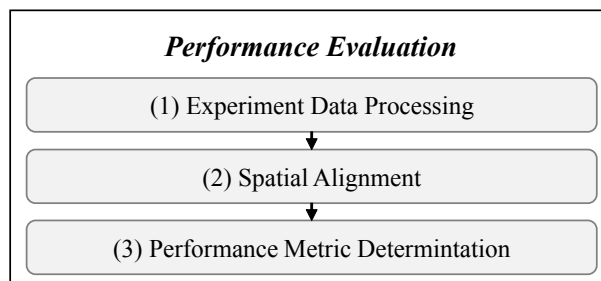 Performance Evaluation
(1) Experiment Data Processing
(2) Spatial Alignment
(3) Performance Metric Determintation